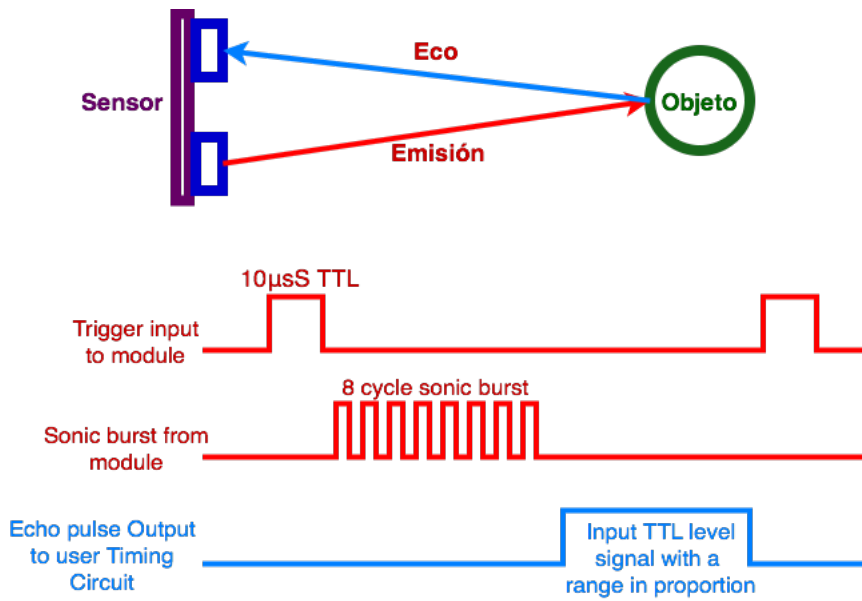 Eco
Sensor
Objeto
Emisión
10µsS TTL
Trigger input
to module
8 cycle sonic burst
Sonic burst from
module
Echo pulse Output
to user Timing
Circuit
Input TTL level
signal with a
range in proportion